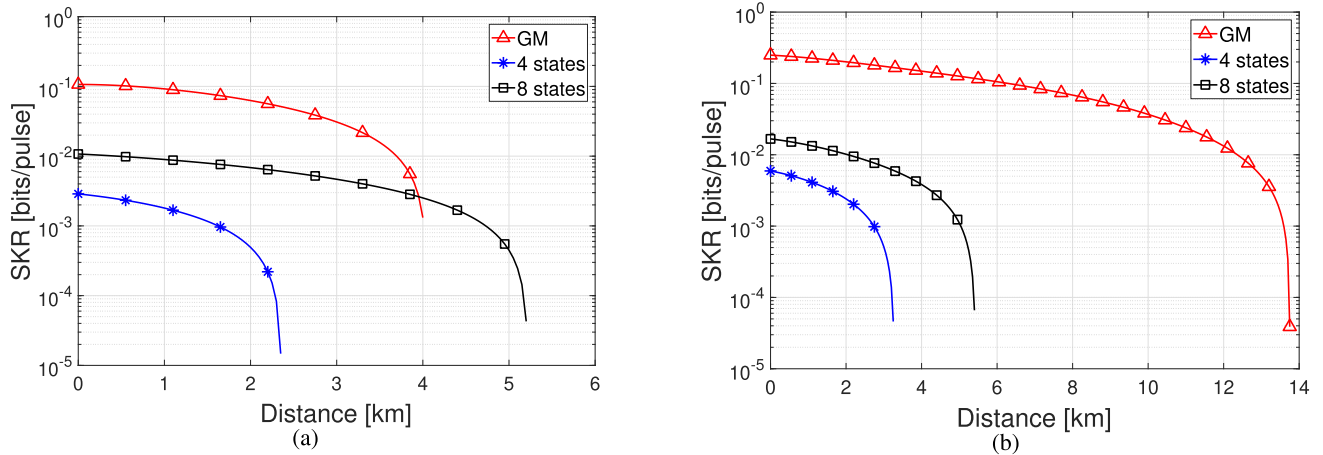 10^0
10^-1
10^-2
10^-3
10^-4
10^-5
SKR [bits/pulse]
GM
4 states
8 states
0 1 2 3 4 5 6
Distance [km]
(a)
10^0
10^-1
10^-2
10^-3
10^-4
10^-5
SKR [bits/pulse]
GM
4 states
8 states
0 2 4 6 8 10 12 14
Distance [km]
(b)